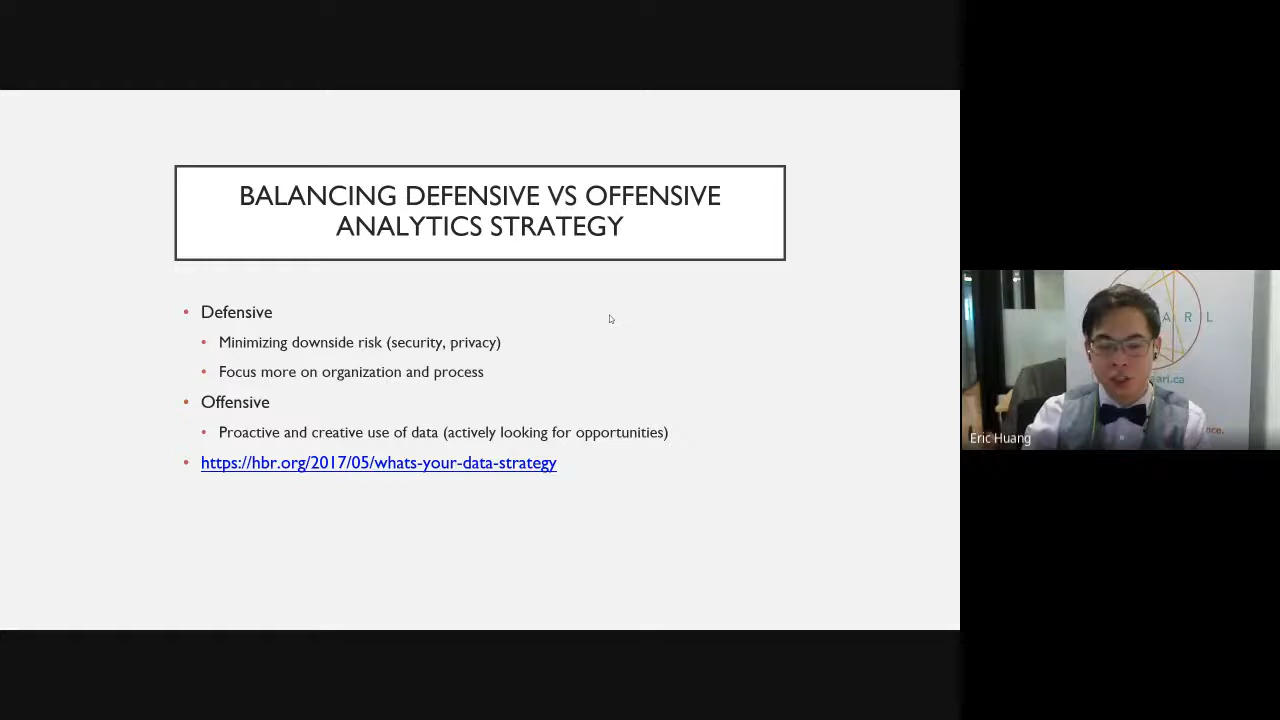 BALANCING DEFENSIVE VS OFFENSIVE
ANALYTICS STRATEGY
• Defensive
• Minimizing downside risk (security, privacy)
• Focus more on organization and process
• Offensive
• Proactive and creative use of data (actively looking for opportunities)
• https://hbr.org/2017/05/whats-your-data-strategy
A R L
Eric Huang